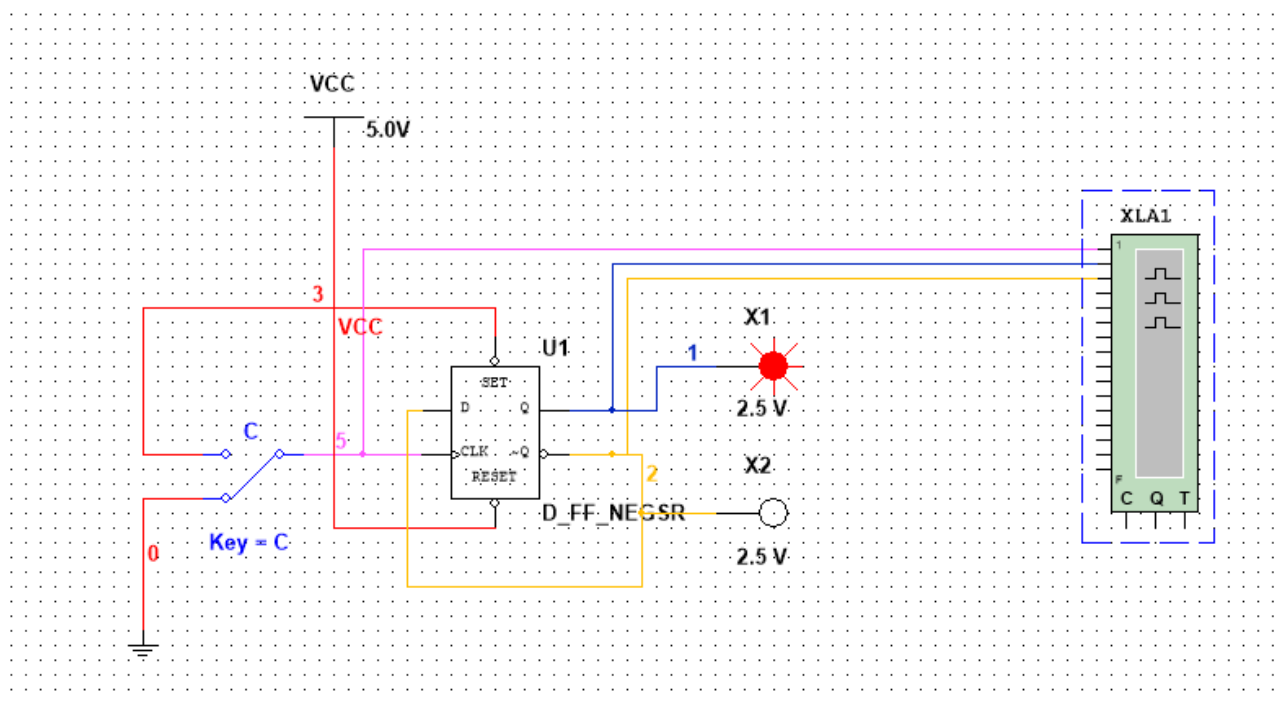 VCC
5.0V
XLA1
1
3
VCC
X1
U1
1
SET
D Q
2.5 V
C
5
CLK ~Q
RESET
X2
2
F
C Q T
D_FF_NEGSR
Key = C
0
2.5 V